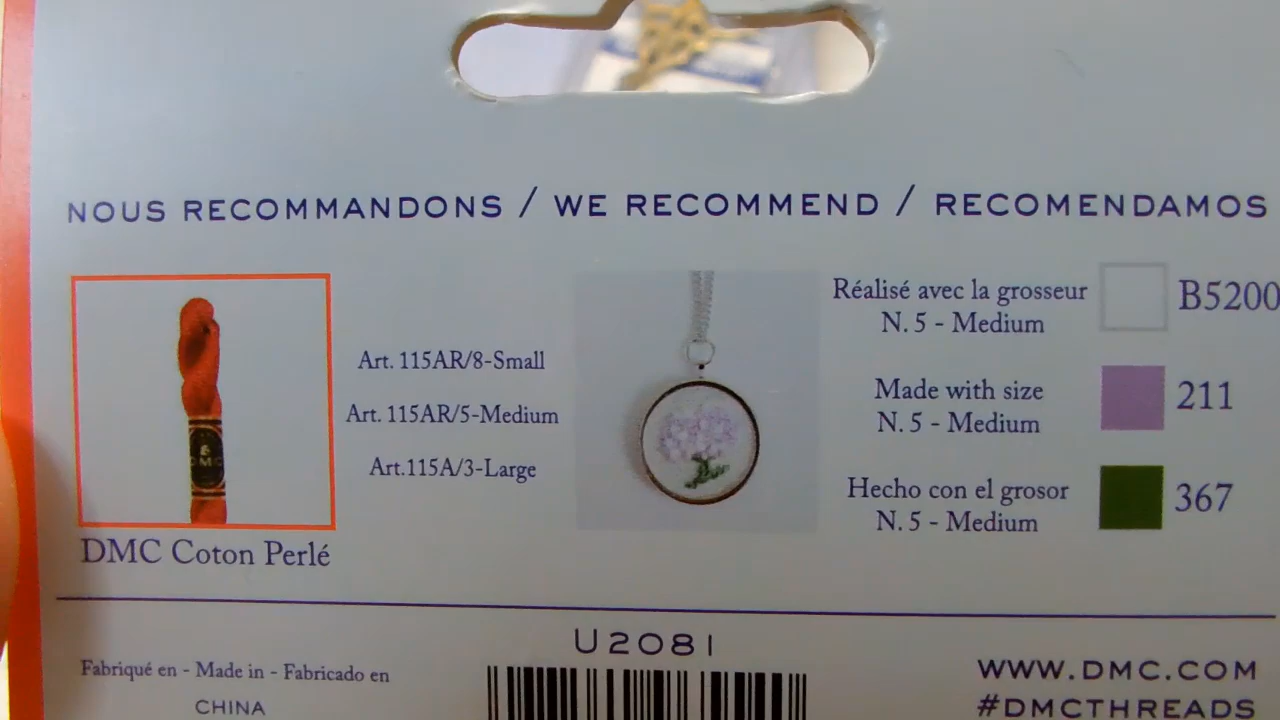 NOUS RECOMMANDONS / WE RECOMMEND / RECOMENDAMOS
Art. 115AR/8-Small
Art. 115AR/5-Medium
Art.115A/3-Large
DMC
DMC Coton Perlé
Réalisé avec la grosseur
N. 5 - Medium
B5200
Made with size
N. 5 - Medium
211
Hecho con el grosor
N. 5 - Medium
367
U2081
Fabriqué en - Made in - Fabricado en
CHINA
WWW.DMC.COM
#DMCTHREADS